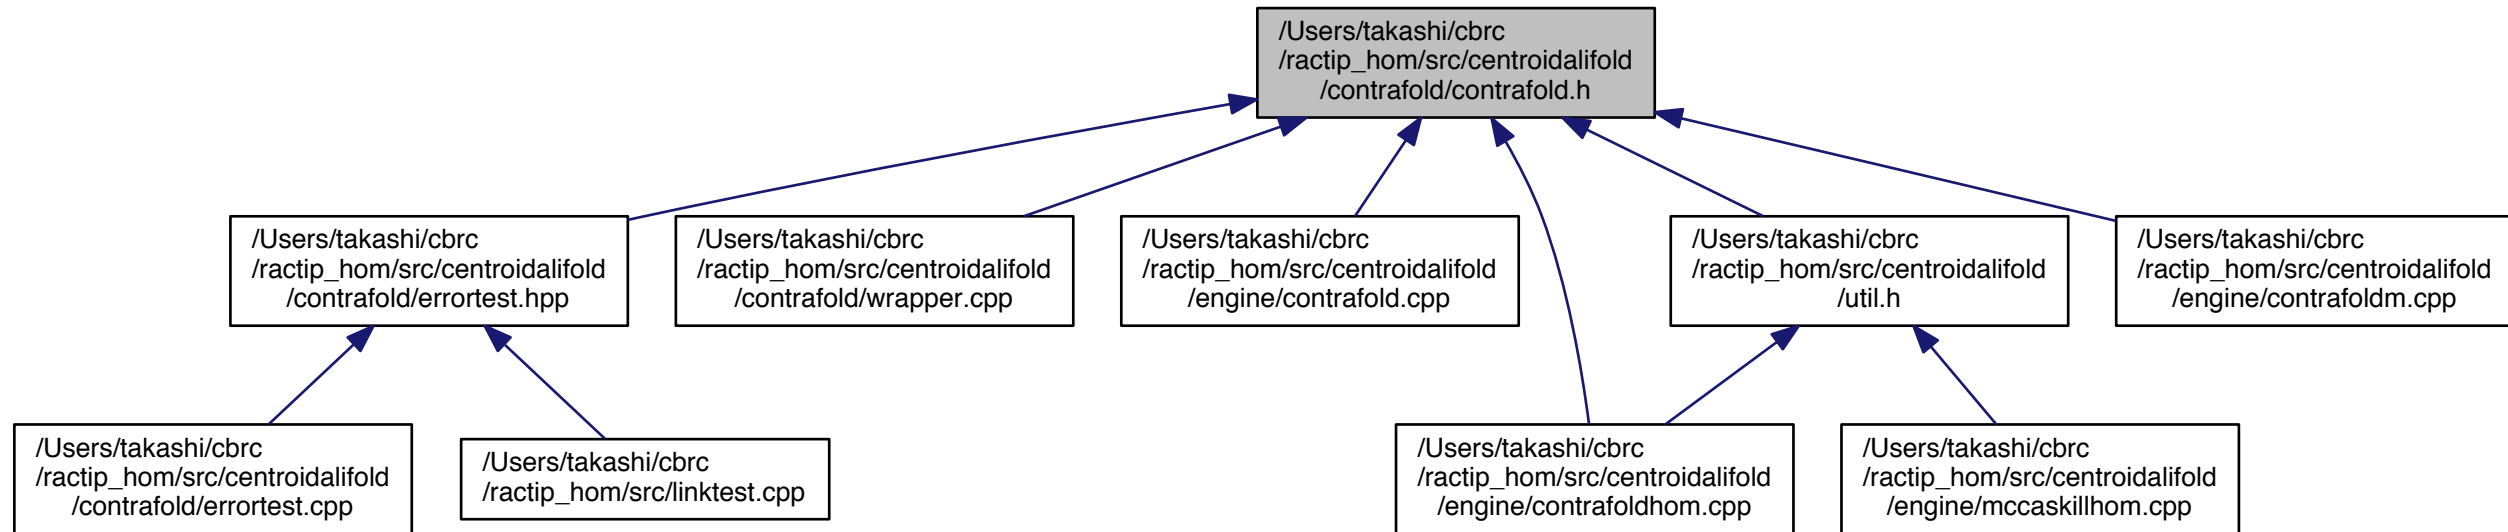 /Users/takashi/cbrc
/ractip_hom/src/centroidalifold
/contrafold/contrafold.h
/Users/takashi/cbrc
/ractip_hom/src/centroidalifold
/contrafold/errortest.hpp
/Users/takashi/cbrc
/ractip_hom/src/centroidalifold
/contrafold/wrapper.cpp
/Users/takashi/cbrc
/ractip_hom/src/centroidalifold
/engine/contrafold.cpp
/Users/takashi/cbrc
/ractip_hom/src/centroidalifold
/util.h
/Users/takashi/cbrc
/ractip_hom/src/centroidalifold
/engine/contrafoldm.cpp
/Users/takashi/cbrc
/ractip_hom/src/centroidalifold
/contrafold/errortest.cpp
/Users/takashi/cbrc
/ractip_hom/src/linktest.cpp
/Users/takashi/cbrc
/ractip_hom/src/centroidalifold
/engine/contrafoldhom.cpp
/Users/takashi/cbrc
/ractip_hom/src/centroidalifold
/engine/mccaskillhom.cpp